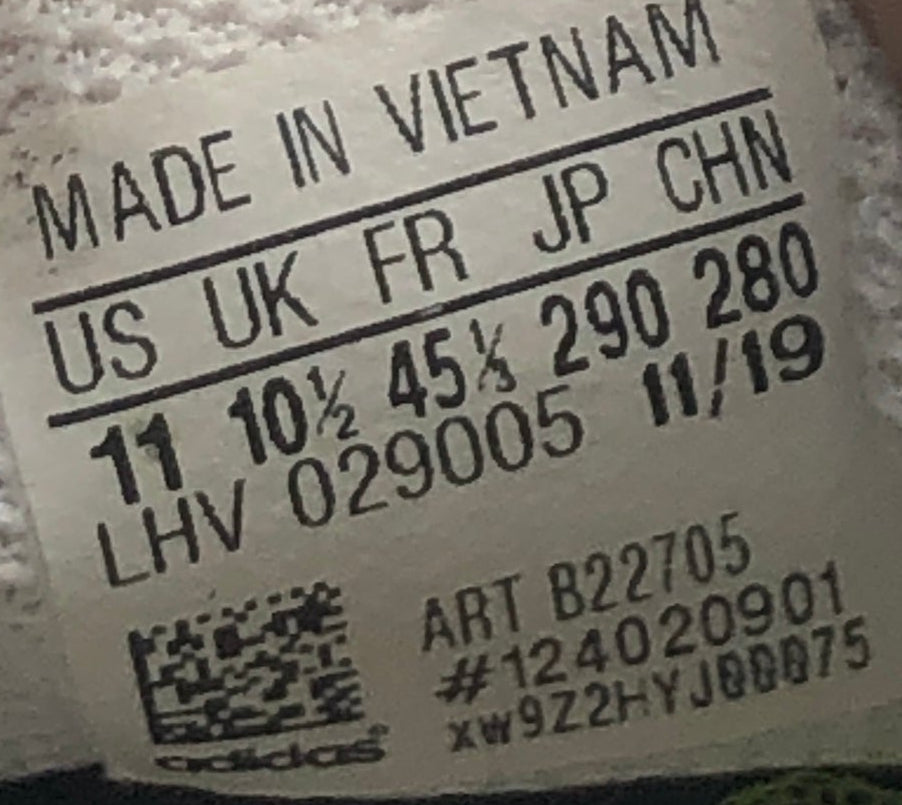 MADE IN VIETNAM
US UK FR JP CHN
11 10½ 45⅓ 290 280
LHV 029005 11/19
ART B22705
#124020901
xw9Z2HYJ00075
adidas